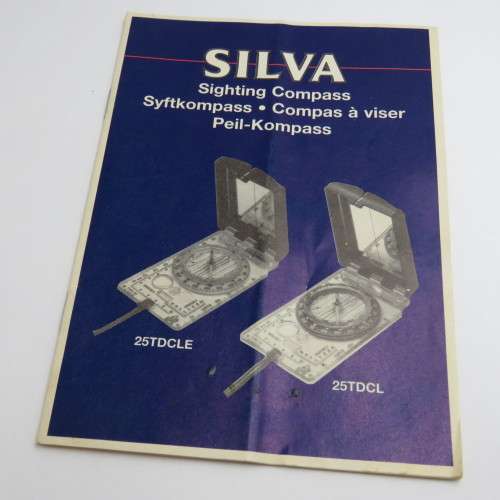 SILVA
Sighting Compass
Syftkompass • Compas à viser
Peil-Kompass
25TDCLE
25TDCL